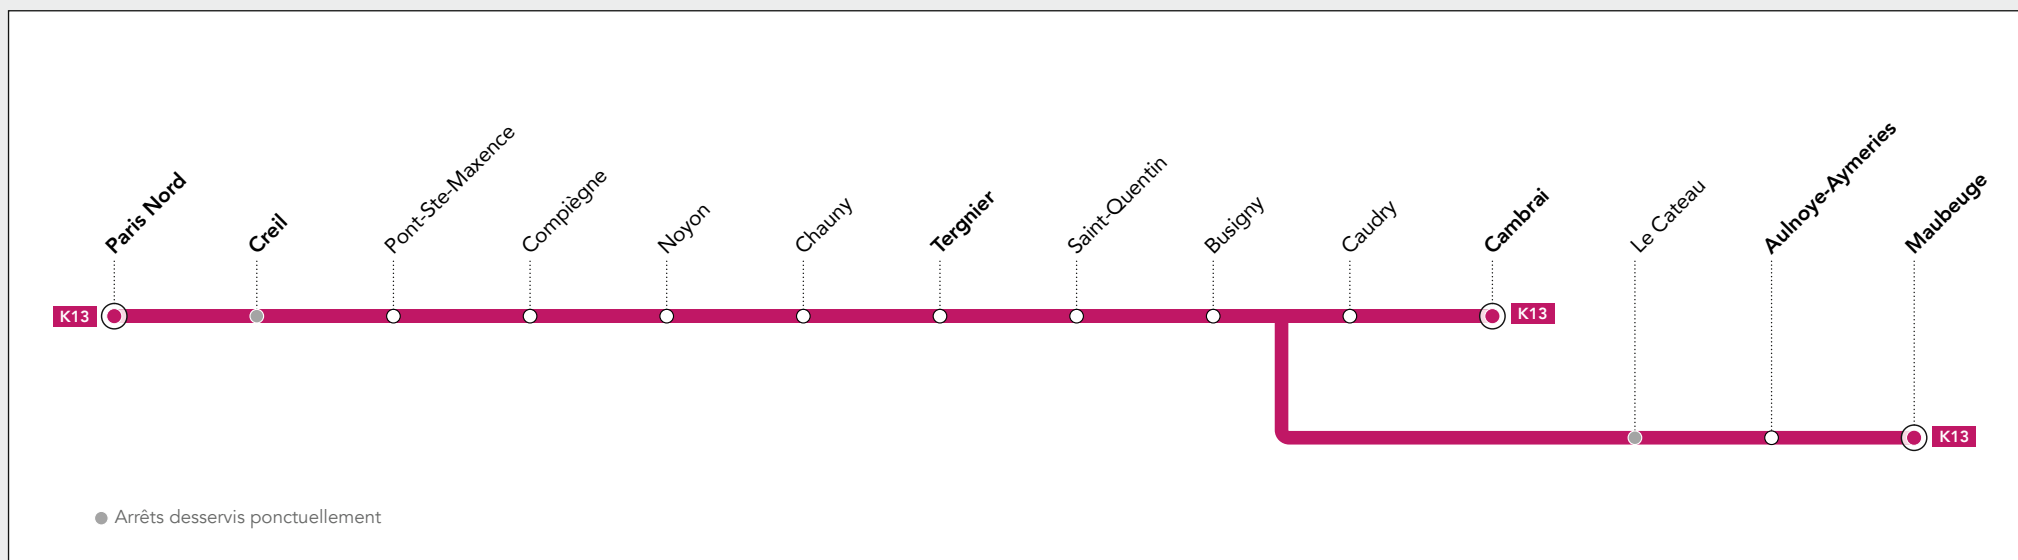 Paris Nord
Creil
Pont-Ste-Maxence
Compiègne
Noyon
Chauny
Tergnier
Saint-Quentin
Busigny
Caudry
Cambrai
Le Cateau
Aulnoye-Aymeries
Maubeuge
K13
K13
K13
Arrêts desservis ponctuellement